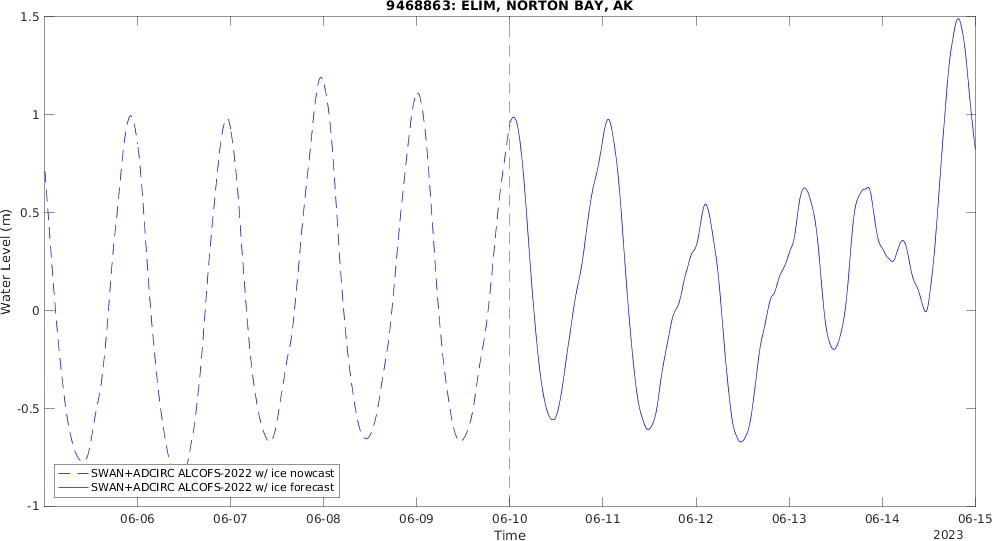 9468863: ELIM, NORTON BAY, AK
1.5
1
0.5
0
-0.5
-1
Water Level (m)
SWAN+ADCIRC ALCOFS-2022 w/ ice nowcast
SWAN+ADCIRC ALCOFS-2022 w/ ice forecast
06-06 06-07 06-08 06-09 06-10 06-11 06-12 06-13 06-14 06-15
Time
2023